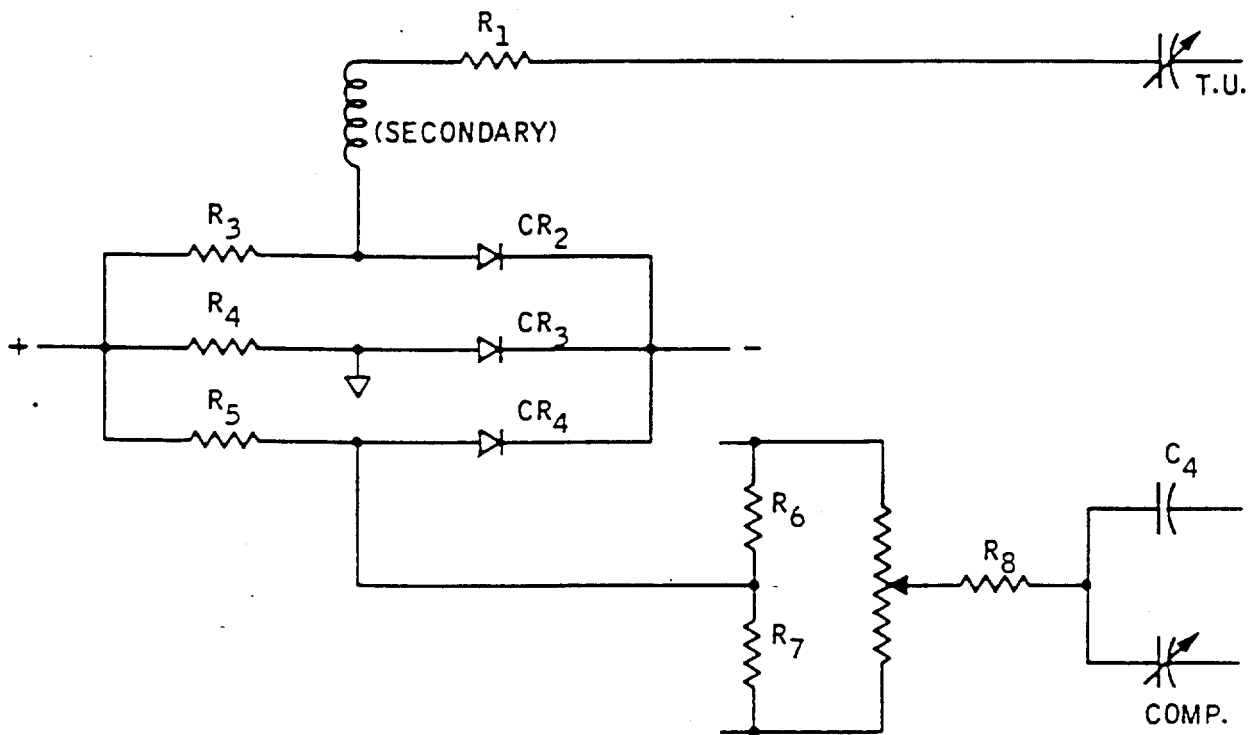 R1
T.U.
(SECONDARY)
R3
CR2
R4
CR3
+
-
R5
CR4
C4
R6
R8
R7
COMP.